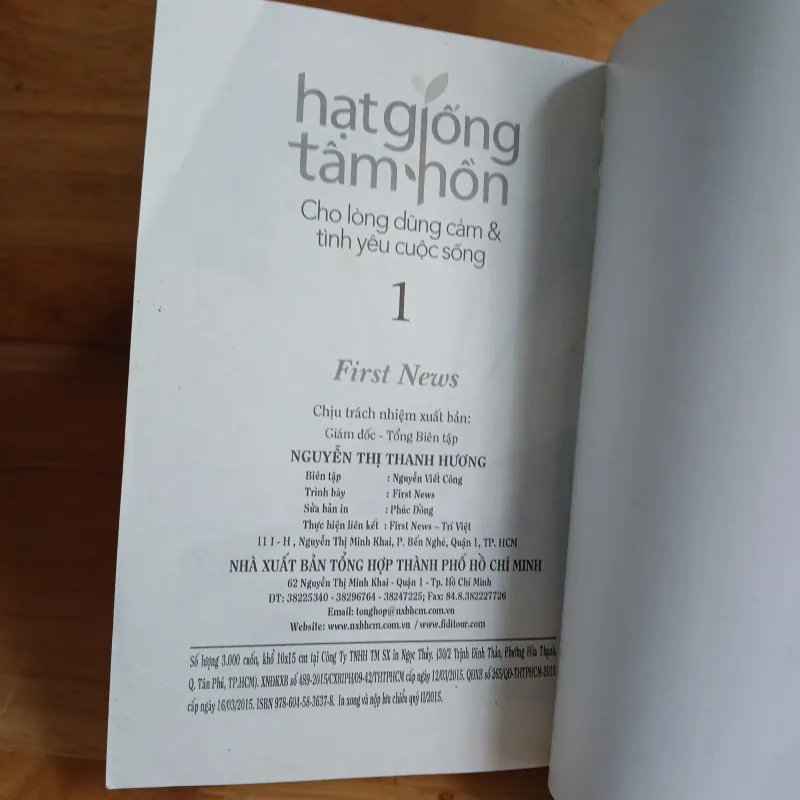 hạt giống
tâm hồn
Cho lòng dũng cảm &
tình yêu cuộc sống
1
First News
Chịu trách nhiệm xuất bản:
Giám đốc - Tổng Biên tập
NGUYỄN THỊ THANH HƯƠNG
Biên tập : Nguyễn Viết Công
Trình bày : First News
Sửa bản in : Phúc Đồng
Thực hiện liên kết : First News – Trí Việt
11 I - H , Nguyễn Thị Minh Khai, P. Bến Nghé, Quận 1, TP. HCM
NHÀ XUẤT BẢN TỔNG HỢP THÀNH PHỐ HỒ CHÍ MINH
62 Nguyễn Thị Minh Khai - Quận 1 - Tp. Hồ Chí Minh
ĐT: 38225340 - 38296764 - 38247225; Fax: 84.8.382227726
Email: tonghop@nxbhcm.com.vn
Website: www.nxbhcm.com.vn / www.fiditour.com
Số lượng 3.000 cuốn, khổ 10x15 cm tại Công Ty TNHH TM SX in Ngọc Thủy. (30/2 Trịnh Đình Thảo, Phường Hòa Thạnh,
Q. Tân Phú, TP.HCM). XNĐKXB số 489-2015/CXBIPH/09-42/THTPHCM cấp ngày 12/03/2015. QĐXB số 265/QĐ-THTPHCM-2015
cấp ngày 16/03/2015. ISBN 978-604-58-3637-8. In xong và nộp lưu chiểu quý II/2015.